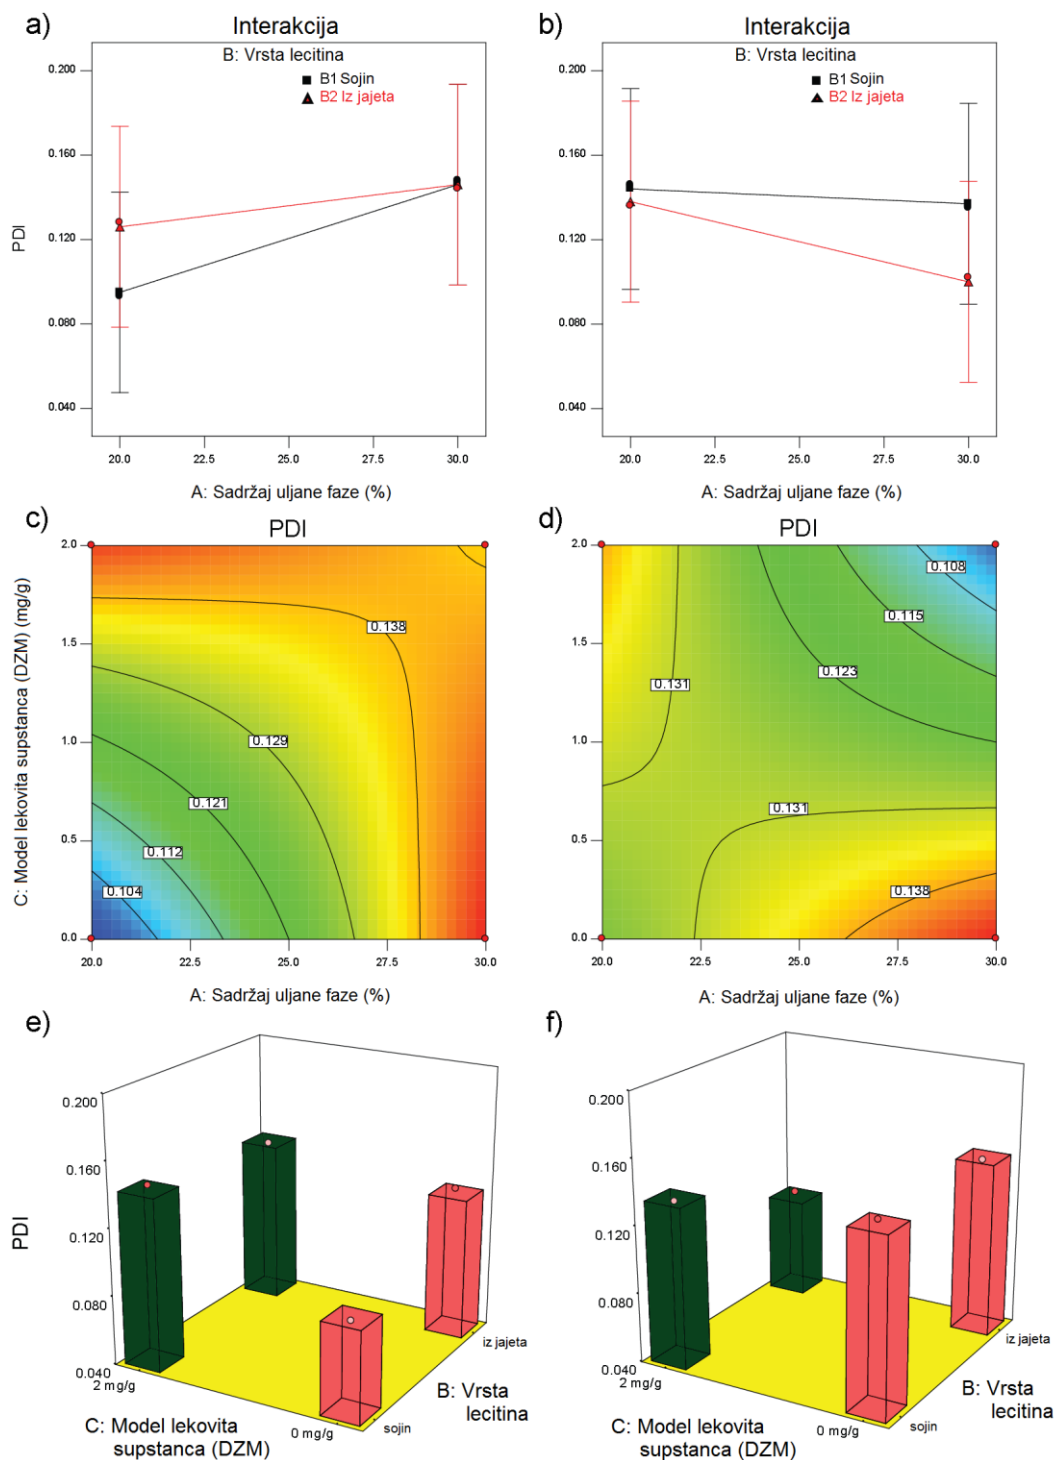 a)
Interakcija
B: Vrsta lecitina
B1 Sojin
B2 Iz jajeta
0.200
0.160
0.120
0.080
0.040
PDI
20.0 22.5 25.0 27.5 30.0
A: Sadržaj uljane faze (%)
b)
Interakcija
B: Vrsta lecitina
B1 Sojin
B2 Iz jajeta
0.200
0.160
0.120
0.080
0.040
20.0 22.5 25.0 27.5 30.0
A: Sadržaj uljane faze (%)
c)
PDI
C: Model lekovita supstanca (DZM) (mg/g)
2.0
1.5
1.0
0.5
0.0
0.138
0.129
0.121
0.112
0.104
20.0 22.5 25.0 27.5 30.0
A: Sadržaj uljane faze (%)
d)
PDI
2.0
1.5
1.0
0.5
0.0
0.108
0.115
0.123
0.131
0.131
0.138
20.0 22.5 25.0 27.5 30.0
A: Sadržaj uljane faze (%)
e)
PDI
0.200
0.160
0.120
0.080
0.040
2 mg/g
0 mg/g
sojin
iz jajeta
B: Vrsta
lecitina
C: Model lekovita
supstanca (DZM)
f)
0.200
0.160
0.120
0.080
0.040
2 mg/g
0 mg/g
sojin
iz jajeta
B: Vrsta
lecitina
C: Model lekovita
supstanca (DZM)